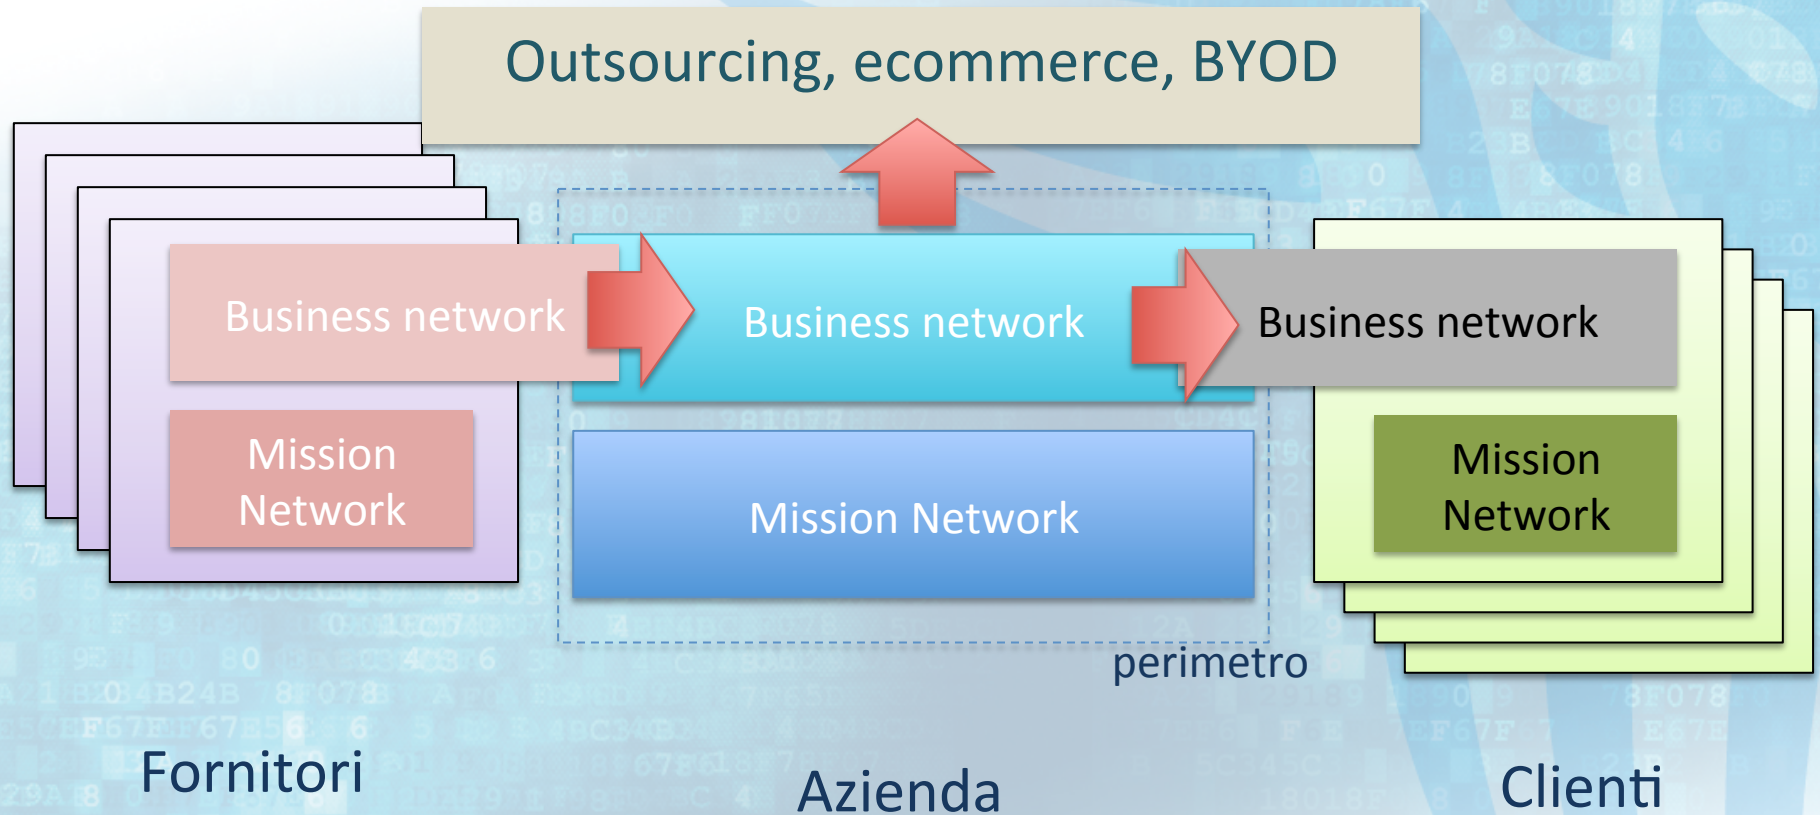 Outsourcing, ecommerce, BYOD
Business network
Business network
Business network
Mission
Network
Mission Network
Mission
Network
perimetro
Fornitori
Azienda
Clienti